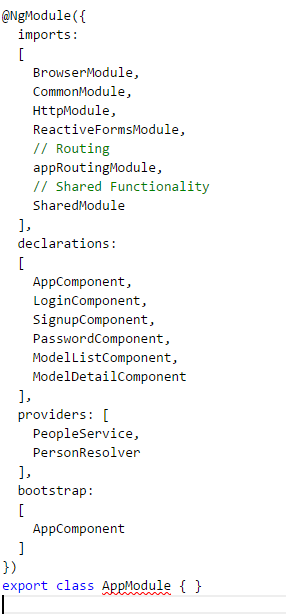 @NgModule({
  imports:
  [
    BrowserModule,
    CommonModule,
    HttpModule,
    ReactiveFormsModule,
    // Routing
    appRoutingModule,
    // Shared Functionality
    SharedModule
  ],
  declarations:
  [
    AppComponent,
    LoginComponent,
    SignupComponent,
    PasswordComponent,
    ModelListComponent,
    ModelDetailComponent
  ],
  providers: [
    PeopleService,
    PersonResolver
  ],
  bootstrap:
  [
    AppComponent
  ]
})
export class AppModule { }